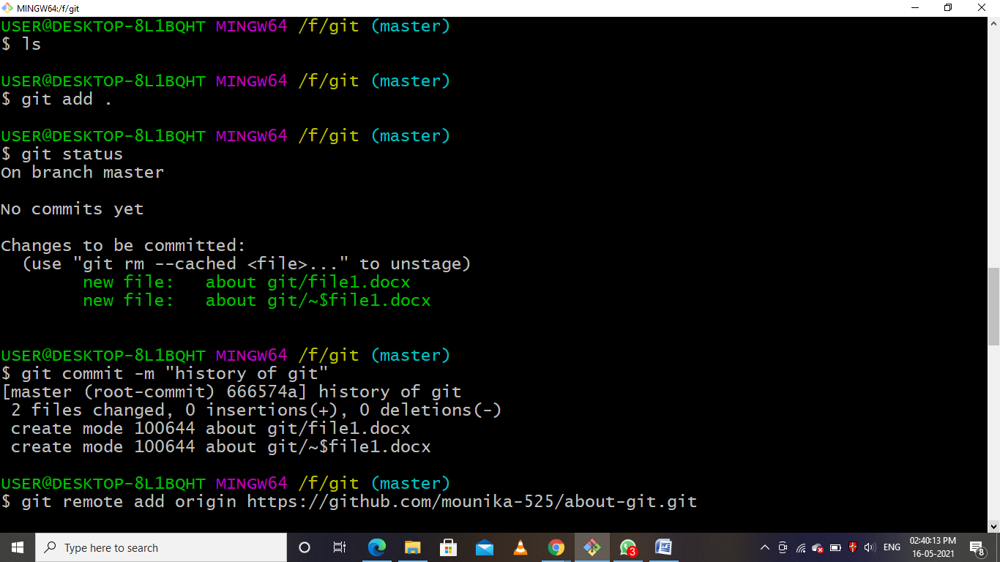 MINGW64:/f/git
USER@DESKTOP-8L1BQHT MINGW64 /f/git (master)
$ ls
USER@DESKTOP-8L1BQHT MINGW64 /f/git (master)
$ git add .
USER@DESKTOP-8L1BQHT MINGW64 /f/git (master)
$ git status
On branch master
No commits yet
Changes to be committed:
  (use "git rm --cached <file>..." to unstage)
        new file:   about git/file1.docx
        new file:   about git/~$file1.docx
USER@DESKTOP-8L1BQHT MINGW64 /f/git (master)
$ git commit -m "history of git"
[master (root-commit) 666574a] history of git
 2 files changed, 0 insertions(+), 0 deletions(-)
 create mode 100644 about git/file1.docx
 create mode 100644 about git/~$file1.docx
USER@DESKTOP-8L1BQHT MINGW64 /f/git (master)
$ git remote add origin https://github.com/mounika-525/about-git.git
Type here to search
3
W
ENG
02:40:13 PM
16-05-2021
8